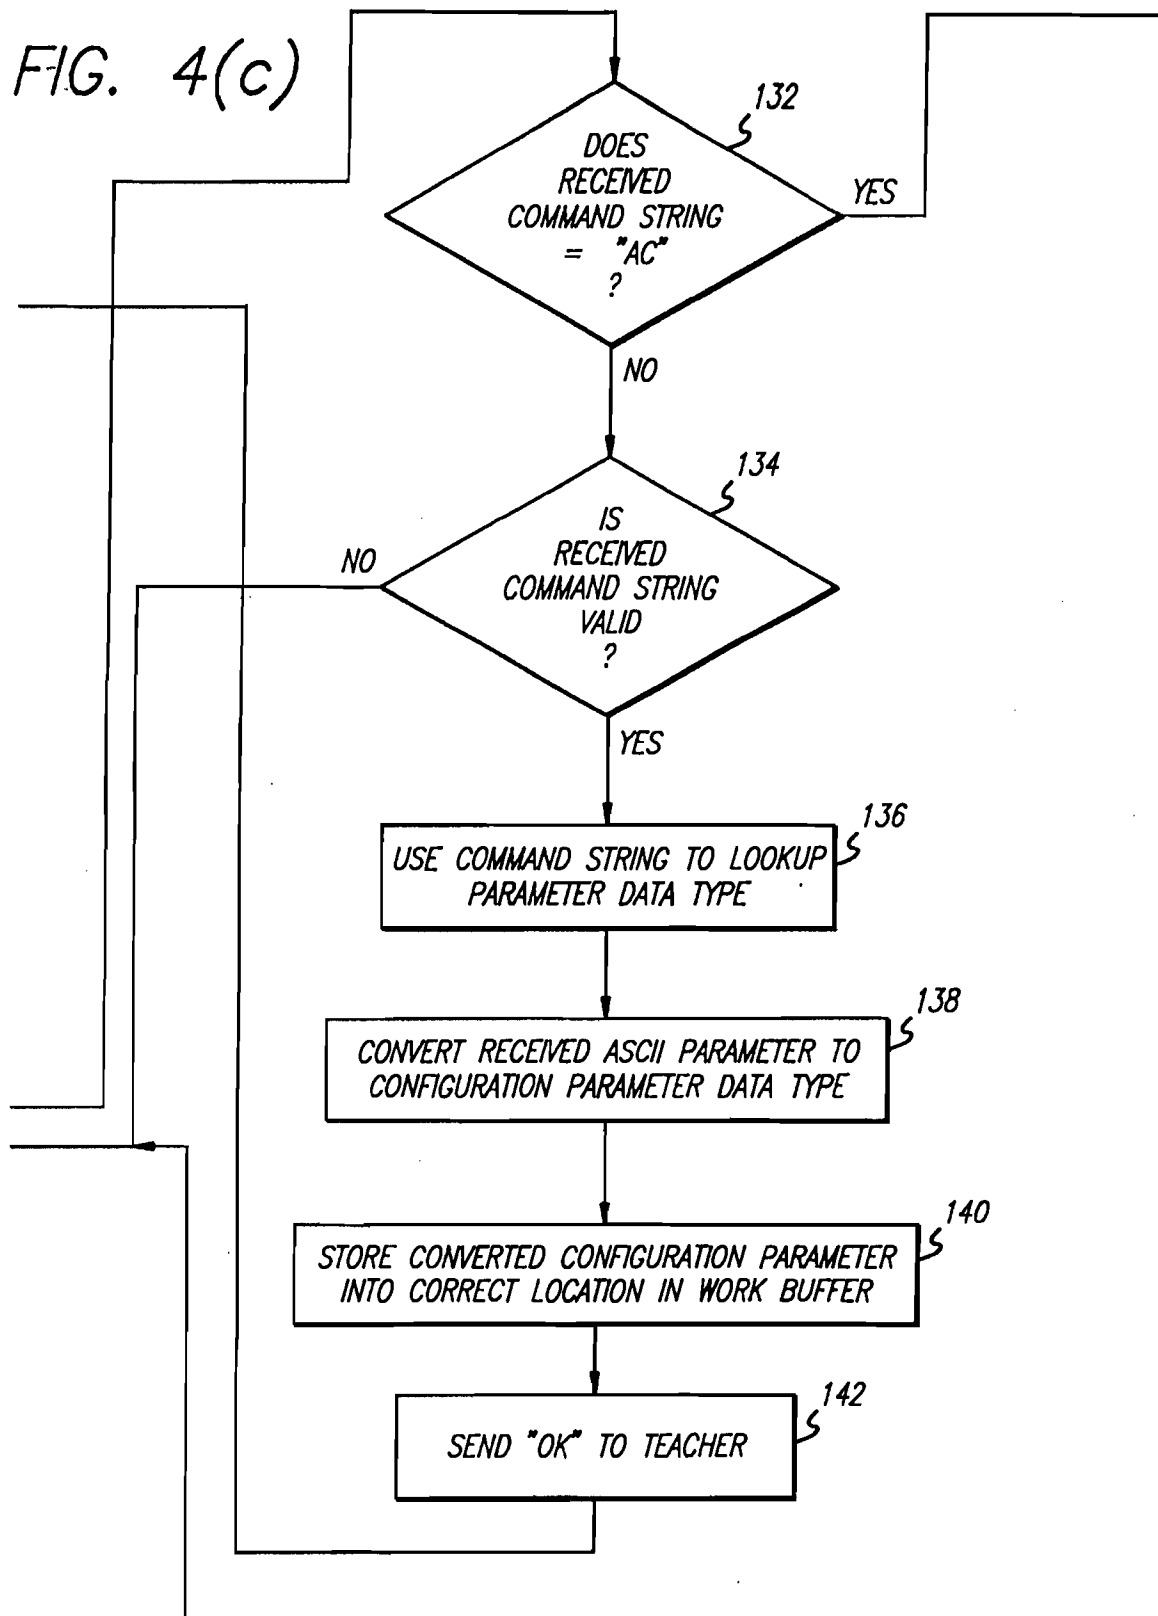 FIG. 4(c)
132
DOES
RECEIVED
COMMAND STRING
= "AC"
?
YES
NO
134
IS
RECEIVED
COMMAND STRING
VALID
?
NO
YES
136
USE COMMAND STRING TO LOOKUP
PARAMETER DATA TYPE
138
CONVERT RECEIVED ASCII PARAMETER TO
CONFIGURATION PARAMETER DATA TYPE
140
STORE CONVERTED CONFIGURATION PARAMETER
INTO CORRECT LOCATION IN WORK BUFFER
142
SEND "OK" TO TEACHER